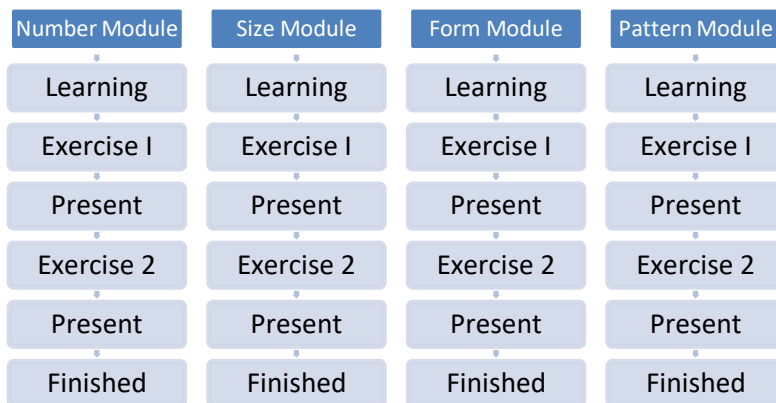 Number Module
Learning
Exercise I
Present
Exercise 2
Present
Finished
Size Module
Learning
Exercise I
Present
Exercise 2
Present
Finished
Form Module
Learning
Exercise I
Present
Exercise 2
Present
Finished
Pattern Module
Learning
Exercise I
Present
Exercise 2
Present
Finished